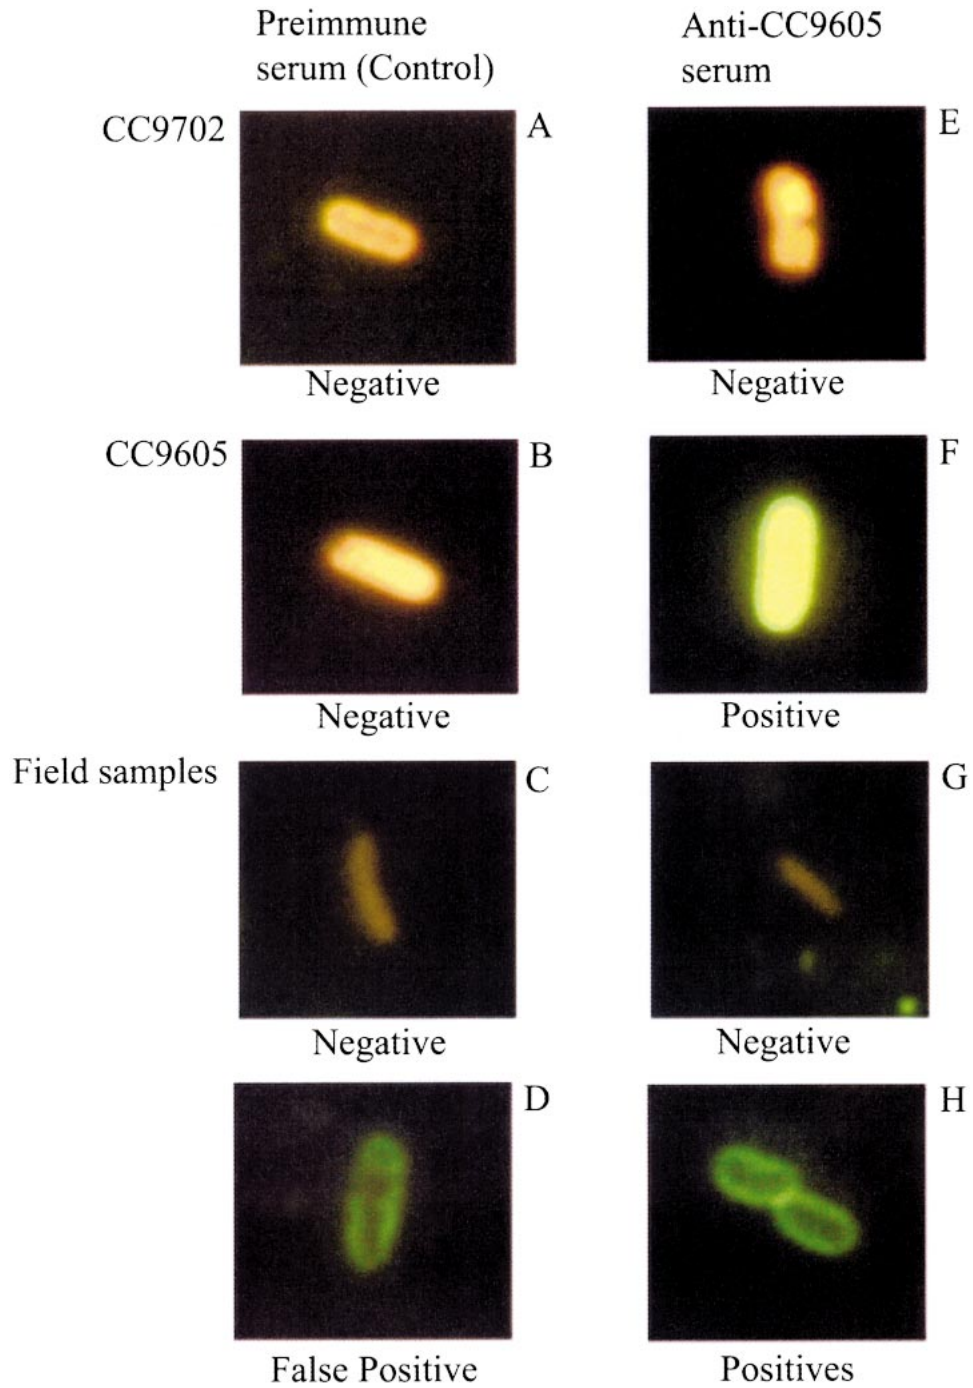 Preimmune
serum (Control)
Anti-CC9605
serum
CC9702
A
E
Negative
Negative
CC9605
B
F
Negative
Positive
Field samples
C
G
Negative
Negative
D
H
False Positive
Positives